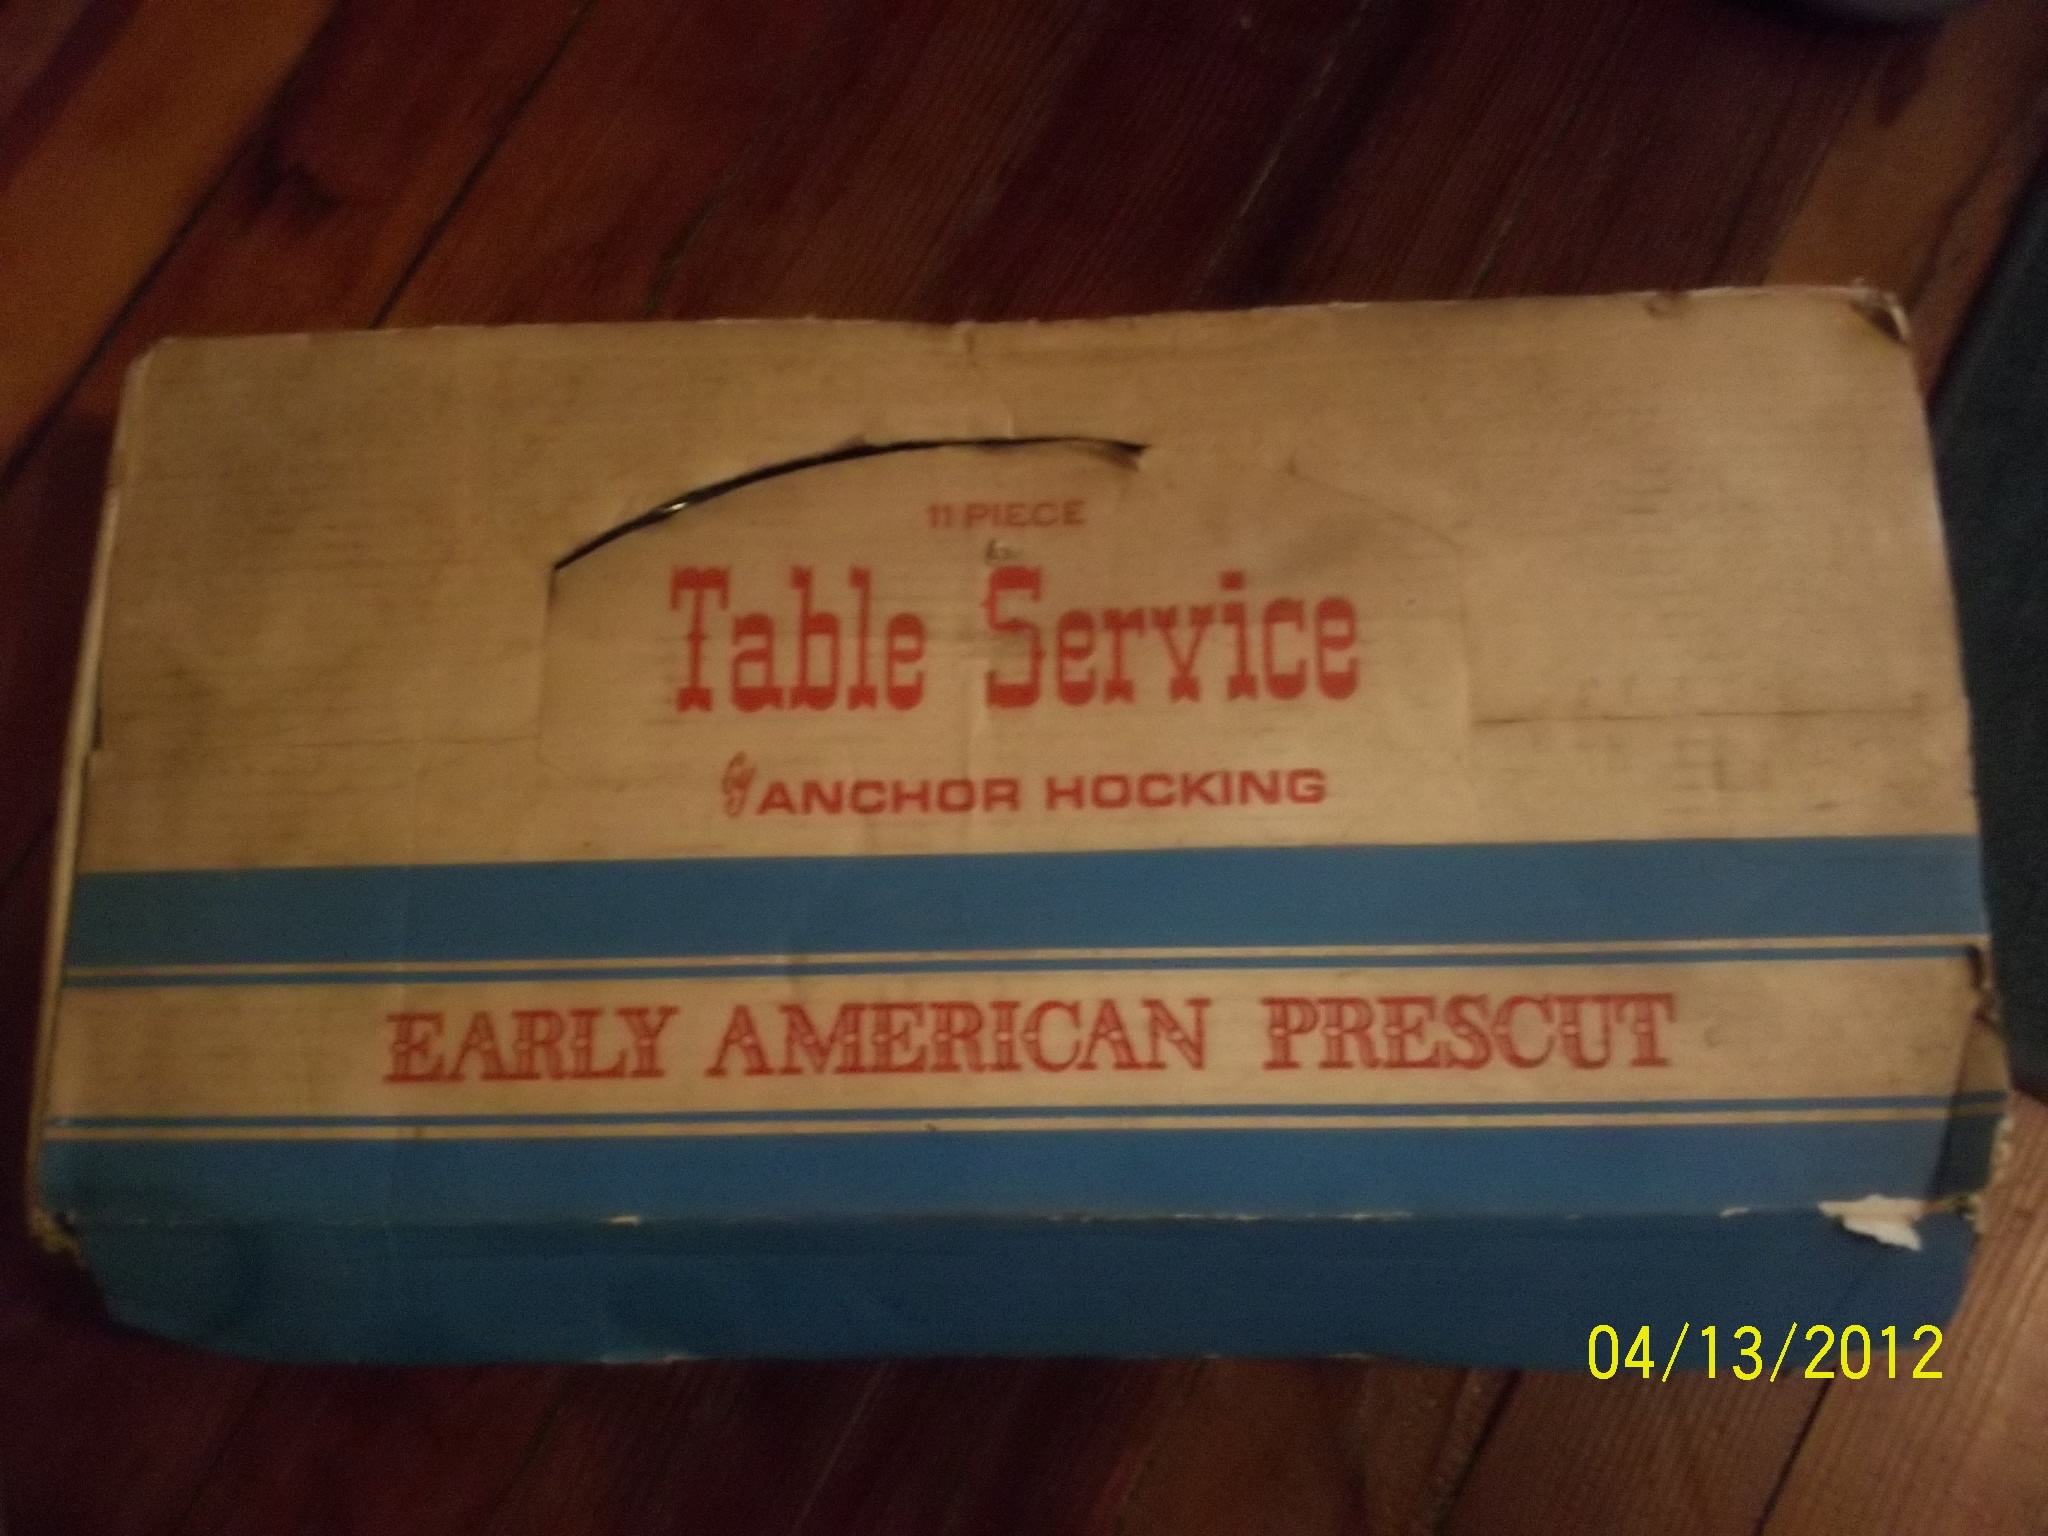 11 PIECE
Table Service
by ANCHOR HOCKING
EARLY AMERICAN PRESCUT
04/13/2012